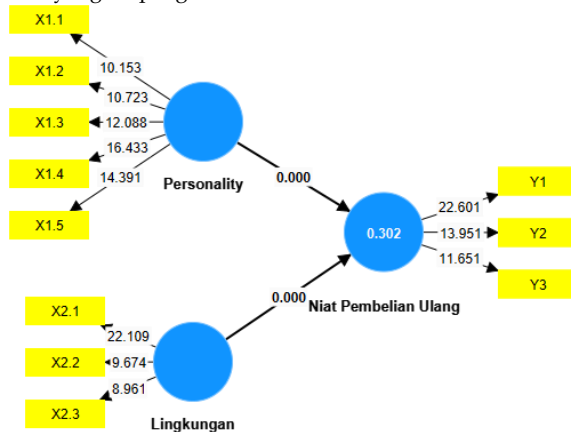 X1.1
10.153
X1.2
10.723
X1.3
12.088
X1.4
16.433
14.391
X1.5
Personality
0.000
Y1
22.601
0.302
13.951
Y2
11.651
Y3
0.000
Niat Pembelian Ulang
X2.1
22.109
X2.2
9.674
8.961
X2.3
Lingkungan